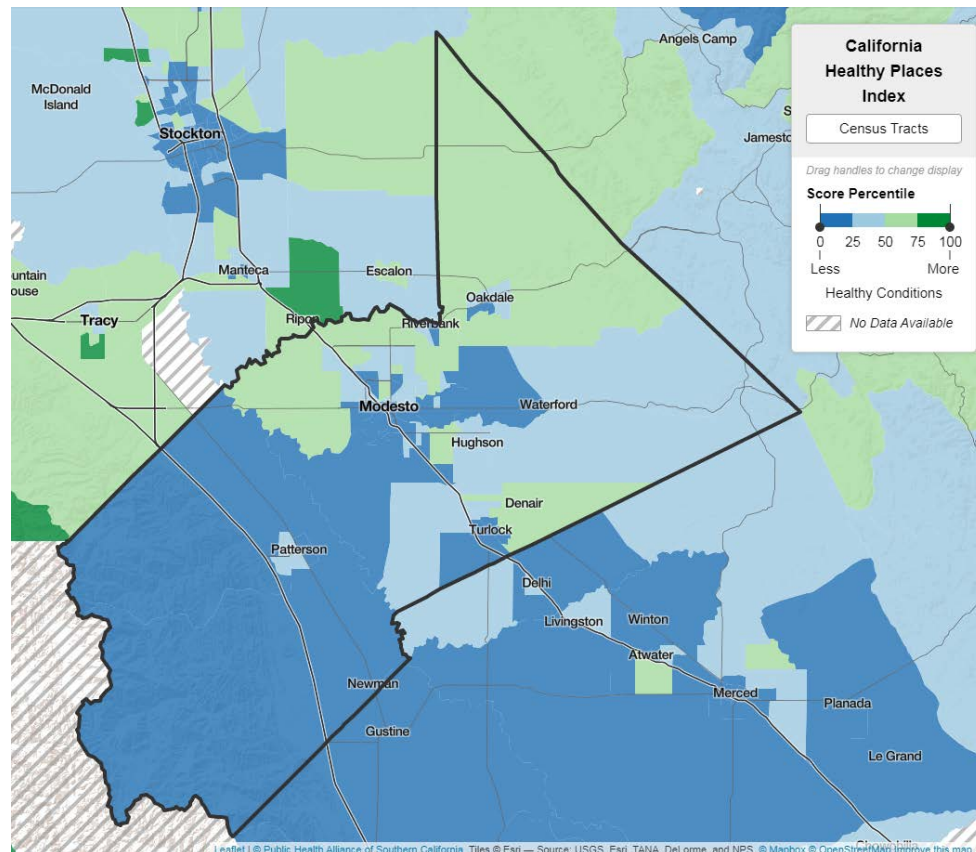 Angels Camp
McDonald
Island
Stockton
Jamesto
Manteca
Escalon
Oakdale
Tracy
Ripon
Riverbank
Modesto
Waterford
Hughson
Denair
Turlock
Patterson
Delhi
Livingston
Winton
Atwater
Newman
Merced
Planada
Gustine
Le Grand
California
Healthy Places
Index
Census Tracts
Drag handles to change display
Score Percentile
0 25 50 75 100
Less More
Healthy Conditions
No Data Available
Leaflet | © Public Health Alliance of Southern California, Tiles © Esri — Source: USGS, Esri, TANA, DeLorme, and NPS, © Mapbox © OpenStreetMap Improve this map